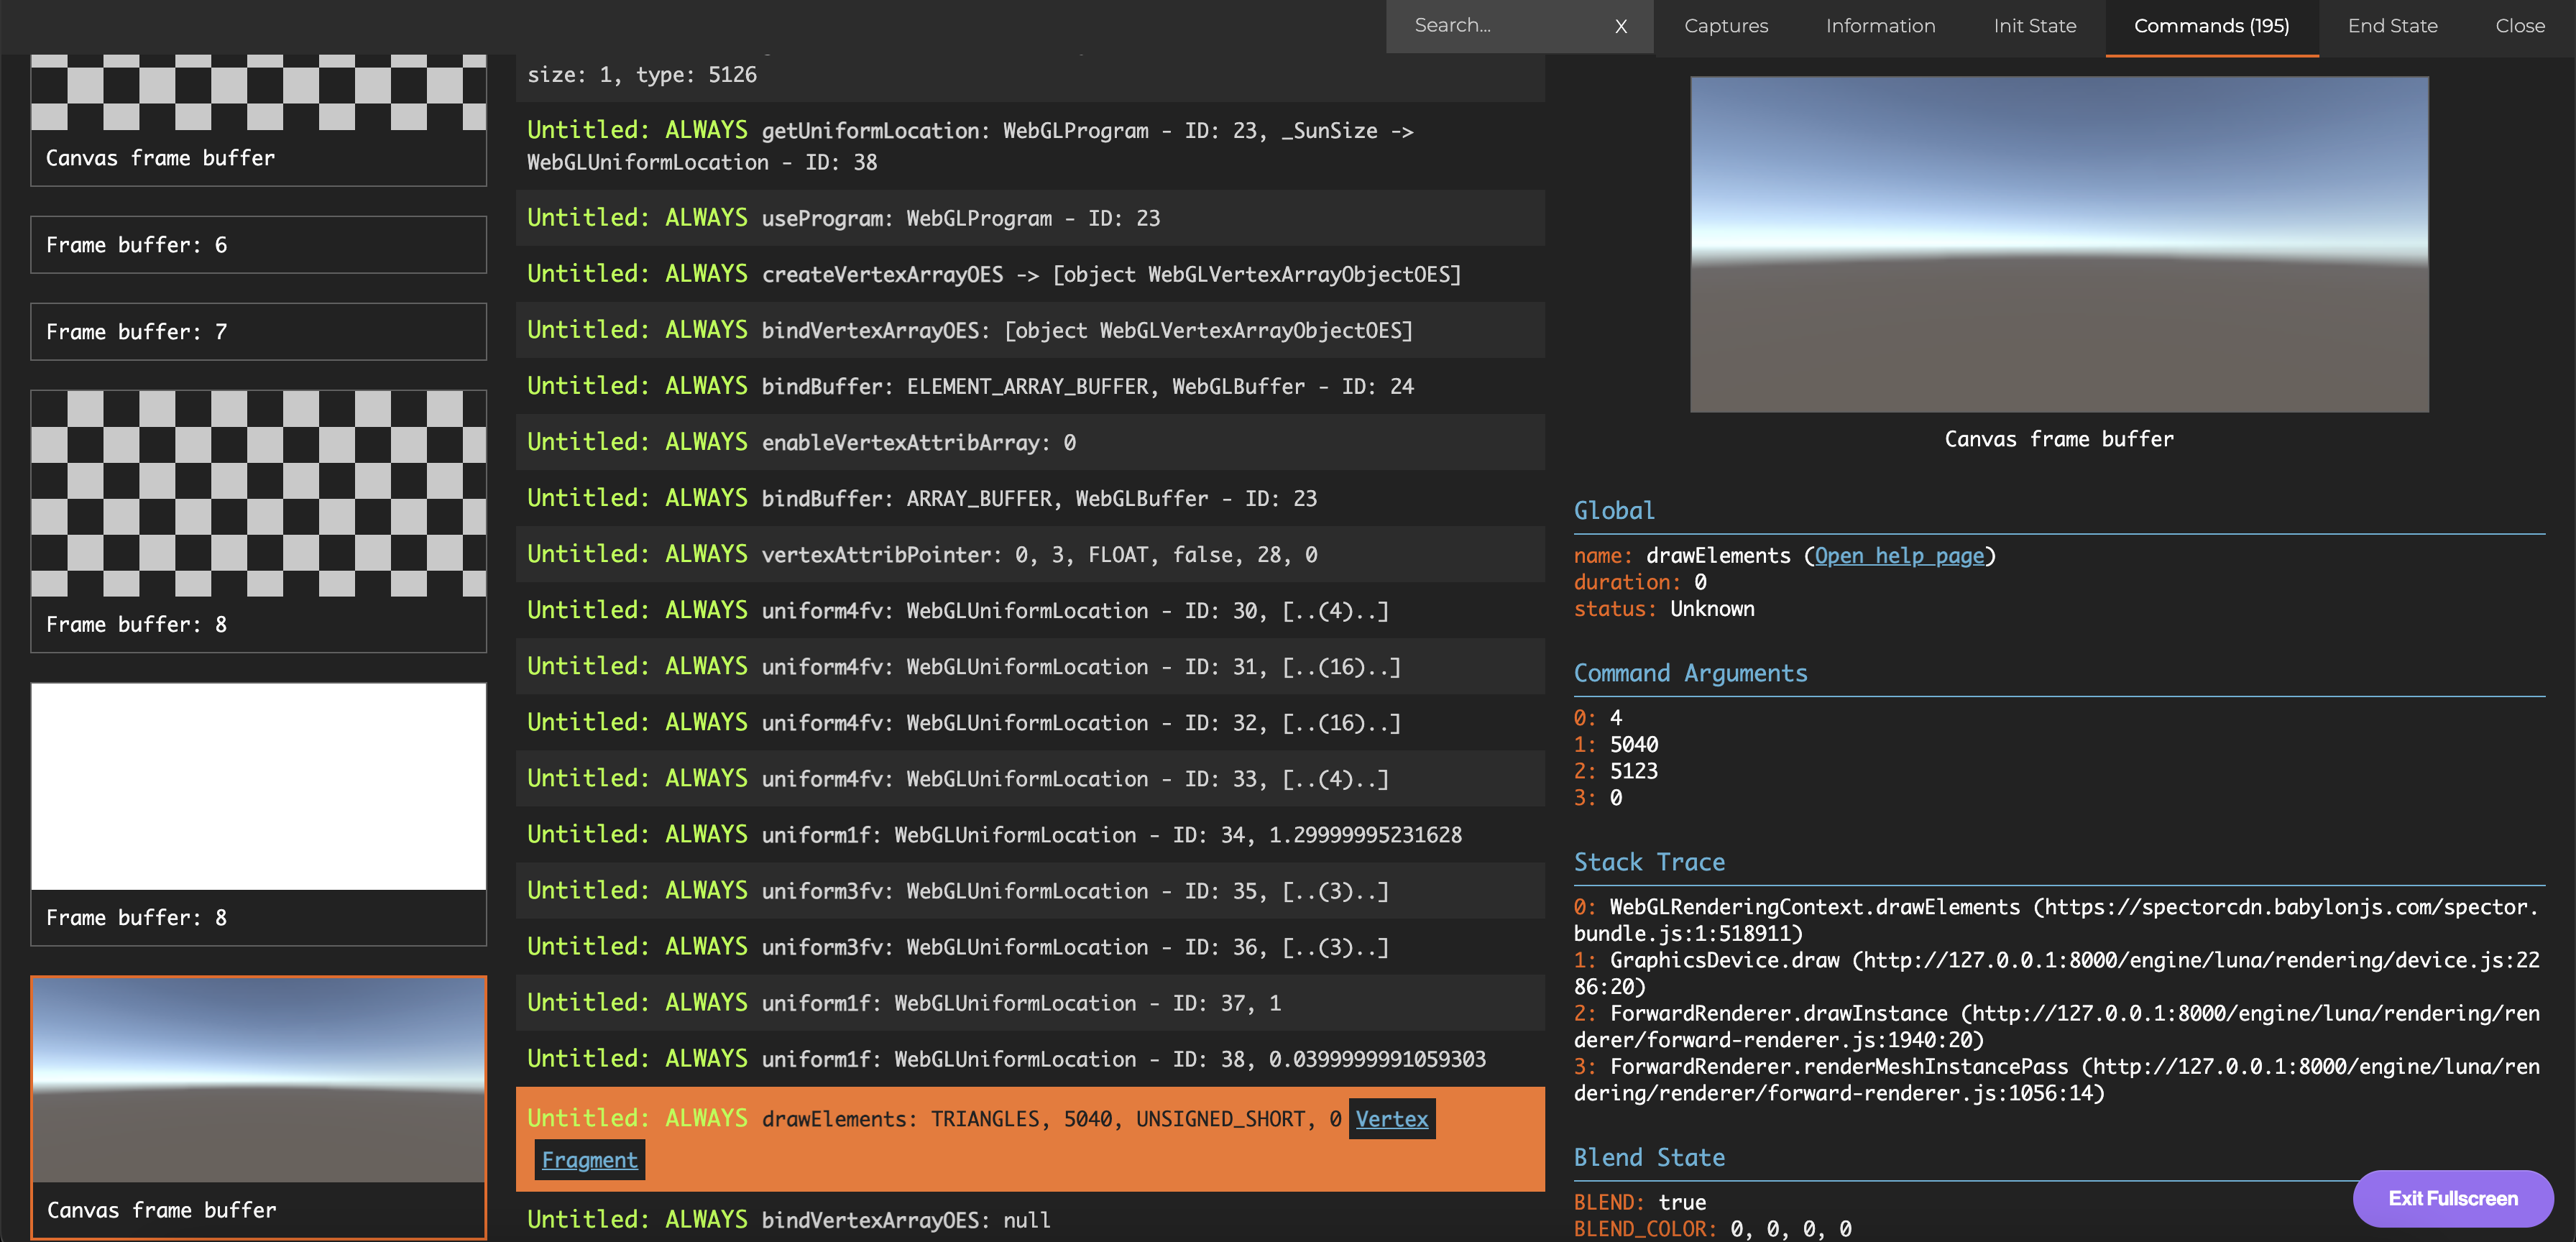 Search...
X
Captures
Information
Init State
Commands (195)
End State
Close
Canvas frame buffer
Frame buffer: 6
Frame buffer: 7
Frame buffer: 8
Frame buffer: 8
Canvas frame buffer
size: 1, type: 5126
Untitled: ALWAYS getUniformLocation: WebGLProgram - ID: 23, _SunSize ->
WebGLUniformLocation - ID: 38
Untitled: ALWAYS useProgram: WebGLProgram - ID: 23
Untitled: ALWAYS createVertexArrayOES -> [object WebGLVertexArrayObjectOES]
Untitled: ALWAYS bindVertexArrayOES: [object WebGLVertexArrayObjectOES]
Untitled: ALWAYS bindBuffer: ELEMENT_ARRAY_BUFFER, WebGLBuffer - ID: 24
Untitled: ALWAYS enableVertexAttribArray: 0
Untitled: ALWAYS bindBuffer: ARRAY_BUFFER, WebGLBuffer - ID: 23
Untitled: ALWAYS vertexAttribPointer: 0, 3, FLOAT, false, 28, 0
Untitled: ALWAYS uniform4fv: WebGLUniformLocation - ID: 30, [..(4)..]
Untitled: ALWAYS uniform4fv: WebGLUniformLocation - ID: 31, [..(16)..]
Untitled: ALWAYS uniform4fv: WebGLUniformLocation - ID: 32, [..(16)..]
Untitled: ALWAYS uniform4fv: WebGLUniformLocation - ID: 33, [..(4)..]
Untitled: ALWAYS uniform1f: WebGLUniformLocation - ID: 34, 1.29999995231628
Untitled: ALWAYS uniform3fv: WebGLUniformLocation - ID: 35, [..(3)..]
Untitled: ALWAYS uniform3fv: WebGLUniformLocation - ID: 36, [..(3)..]
Untitled: ALWAYS uniform1f: WebGLUniformLocation - ID: 37, 1
Untitled: ALWAYS uniform1f: WebGLUniformLocation - ID: 38, 0.0399999991059303
Untitled: ALWAYS drawElements: TRIANGLES, 5040, UNSIGNED_SHORT, 0 Vertex
Fragment
Untitled: ALWAYS bindVertexArrayOES: null
Canvas frame buffer
Global
name: drawElements (Open help page)
duration: 0
status: Unknown
Command Arguments
0: 4
1: 5040
2: 5123
3: 0
Stack Trace
0: WebGLRenderingContext.drawElements (https://spectorcdn.babylonjs.com/spector.
bundle.js:1:518911)
1: GraphicsDevice.draw (http://127.0.0.1:8000/engine/luna/rendering/device.js:22
86:20)
2: ForwardRenderer.drawInstance (http://127.0.0.1:8000/engine/luna/rendering/ren
derer/forward-renderer.js:1940:20)
3: ForwardRenderer.renderMeshInstancePass (http://127.0.0.1:8000/engine/luna/ren
dering/renderer/forward-renderer.js:1056:14)
Blend State
BLEND: true
BLEND_COLOR: 0, 0, 0, 0
Exit Fullscreen